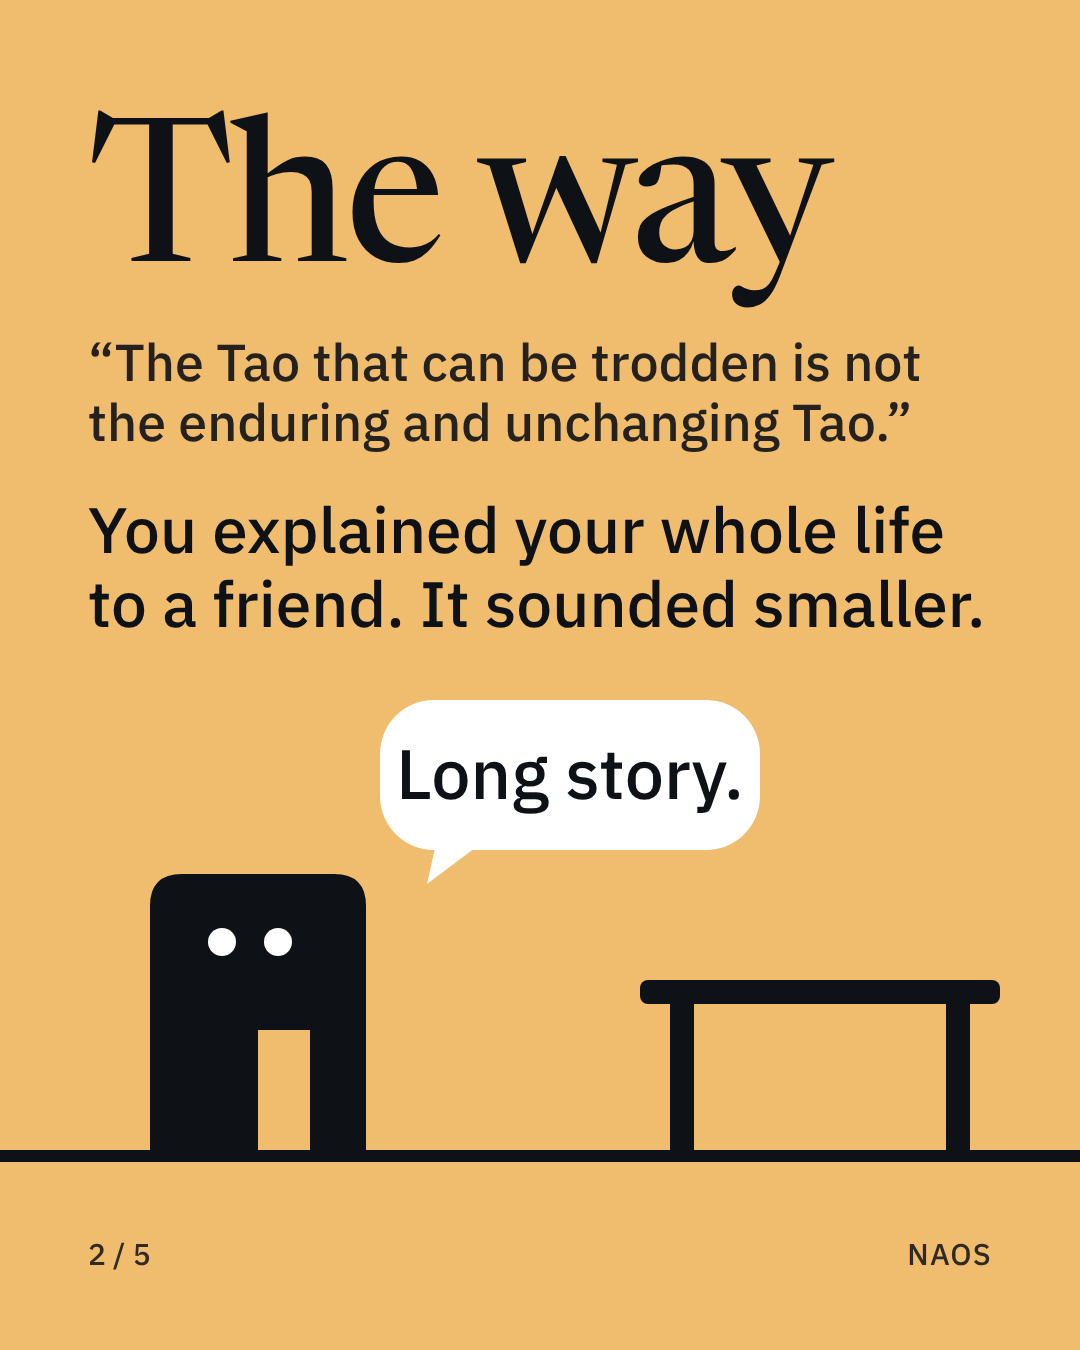 The way
“The Tao that can be trodden is not
the enduring and unchanging Tao.”
You explained your whole life
to a friend. It sounded smaller.
Long story.
2 / 5
NAOS